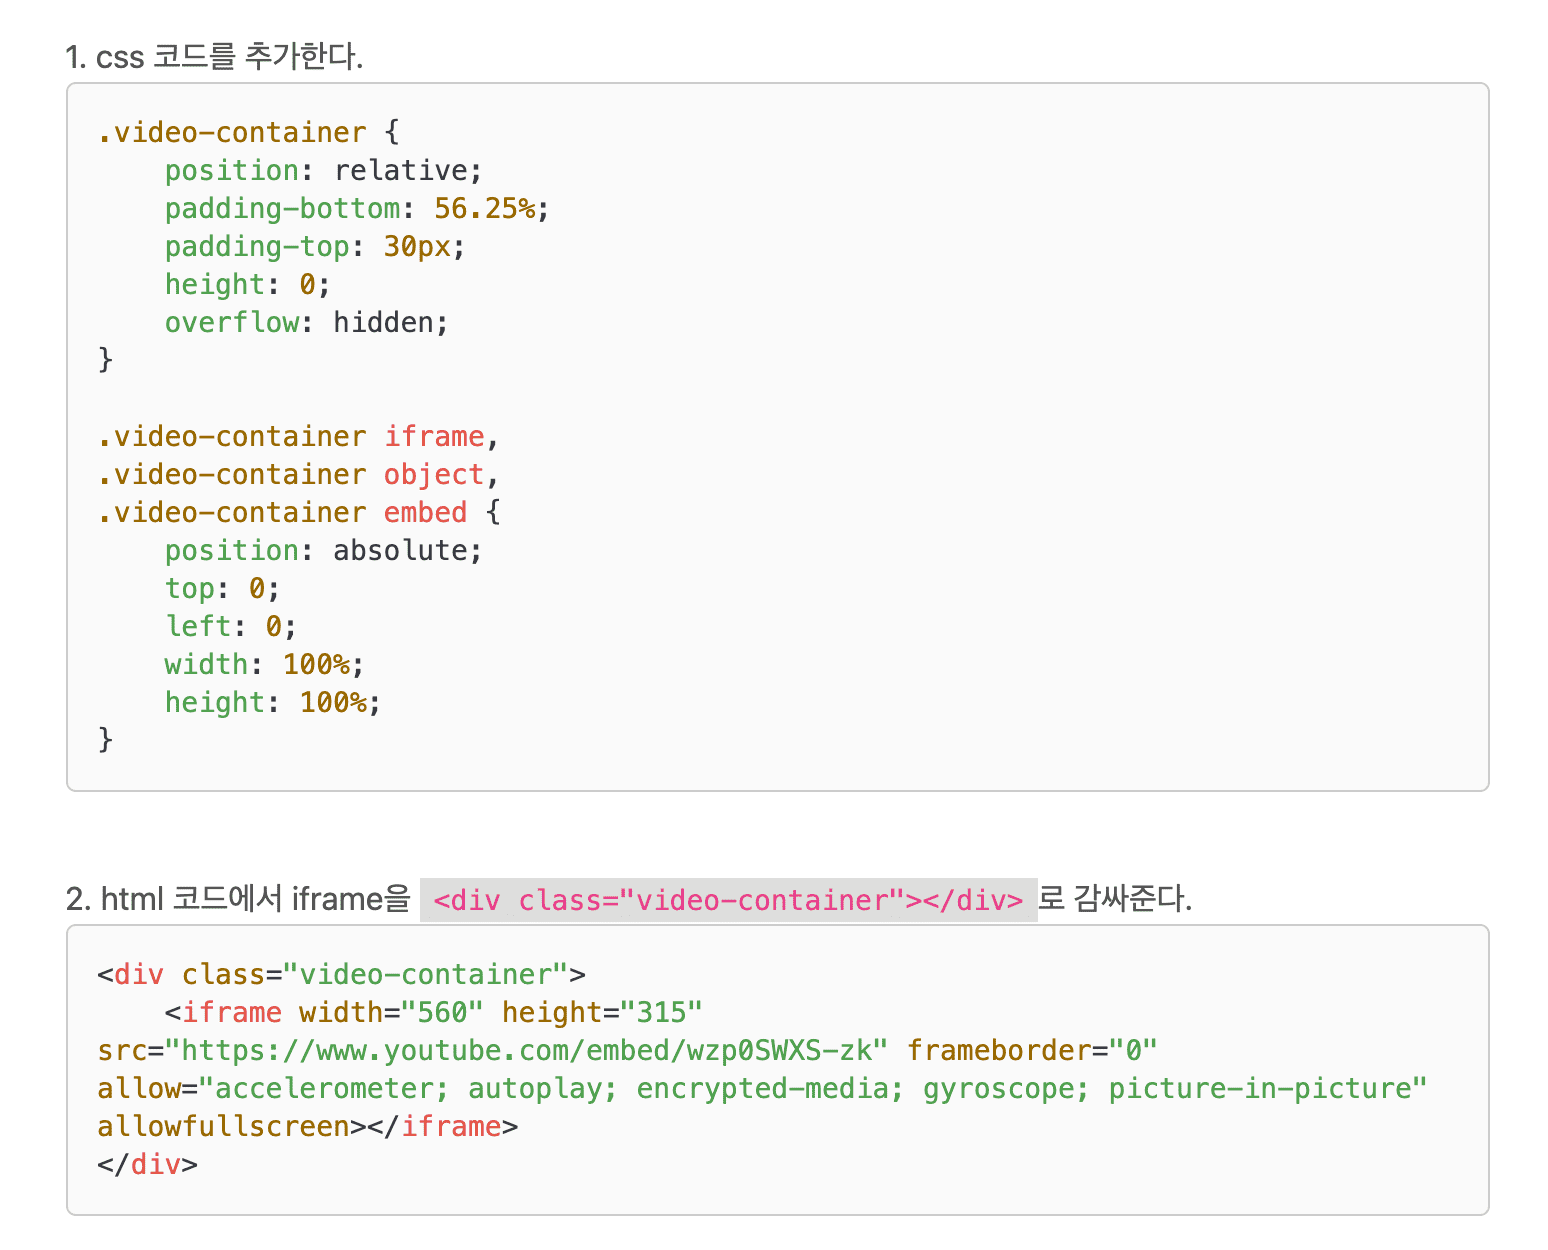 1. css 코드를 추가한다.
.video-container {
    position: relative;
    padding-bottom: 56.25%;
    padding-top: 30px;
    height: 0;
    overflow: hidden;
}
.video-container iframe,
.video-container object,
.video-container embed {
    position: absolute;
    top: 0;
    left: 0;
    width: 100%;
    height: 100%;
}
2. html 코드에서 iframe을 <div class="video-container"></div>로 감싸준다.
<div class="video-container">
    <iframe width="560" height="315"
src="https://www.youtube.com/embed/wzp0SWXS-zk" frameborder="0"
allow="accelerometer; autoplay; encrypted-media; gyroscope; picture-in-picture"
allowfullscreen></iframe>
</div>